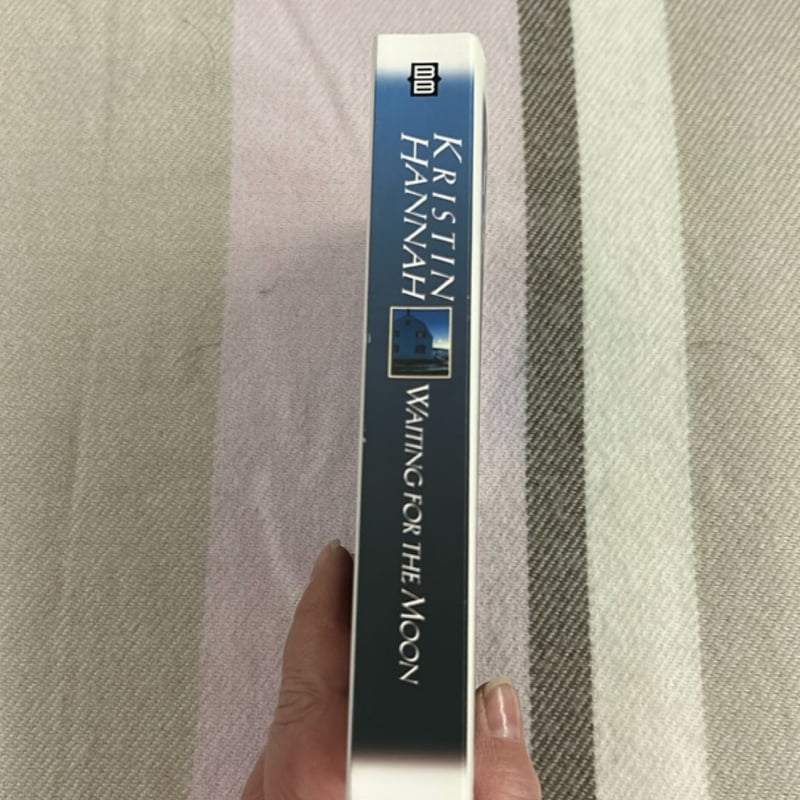 KRISTIN
HANNAH
WAITING FOR THE MOON